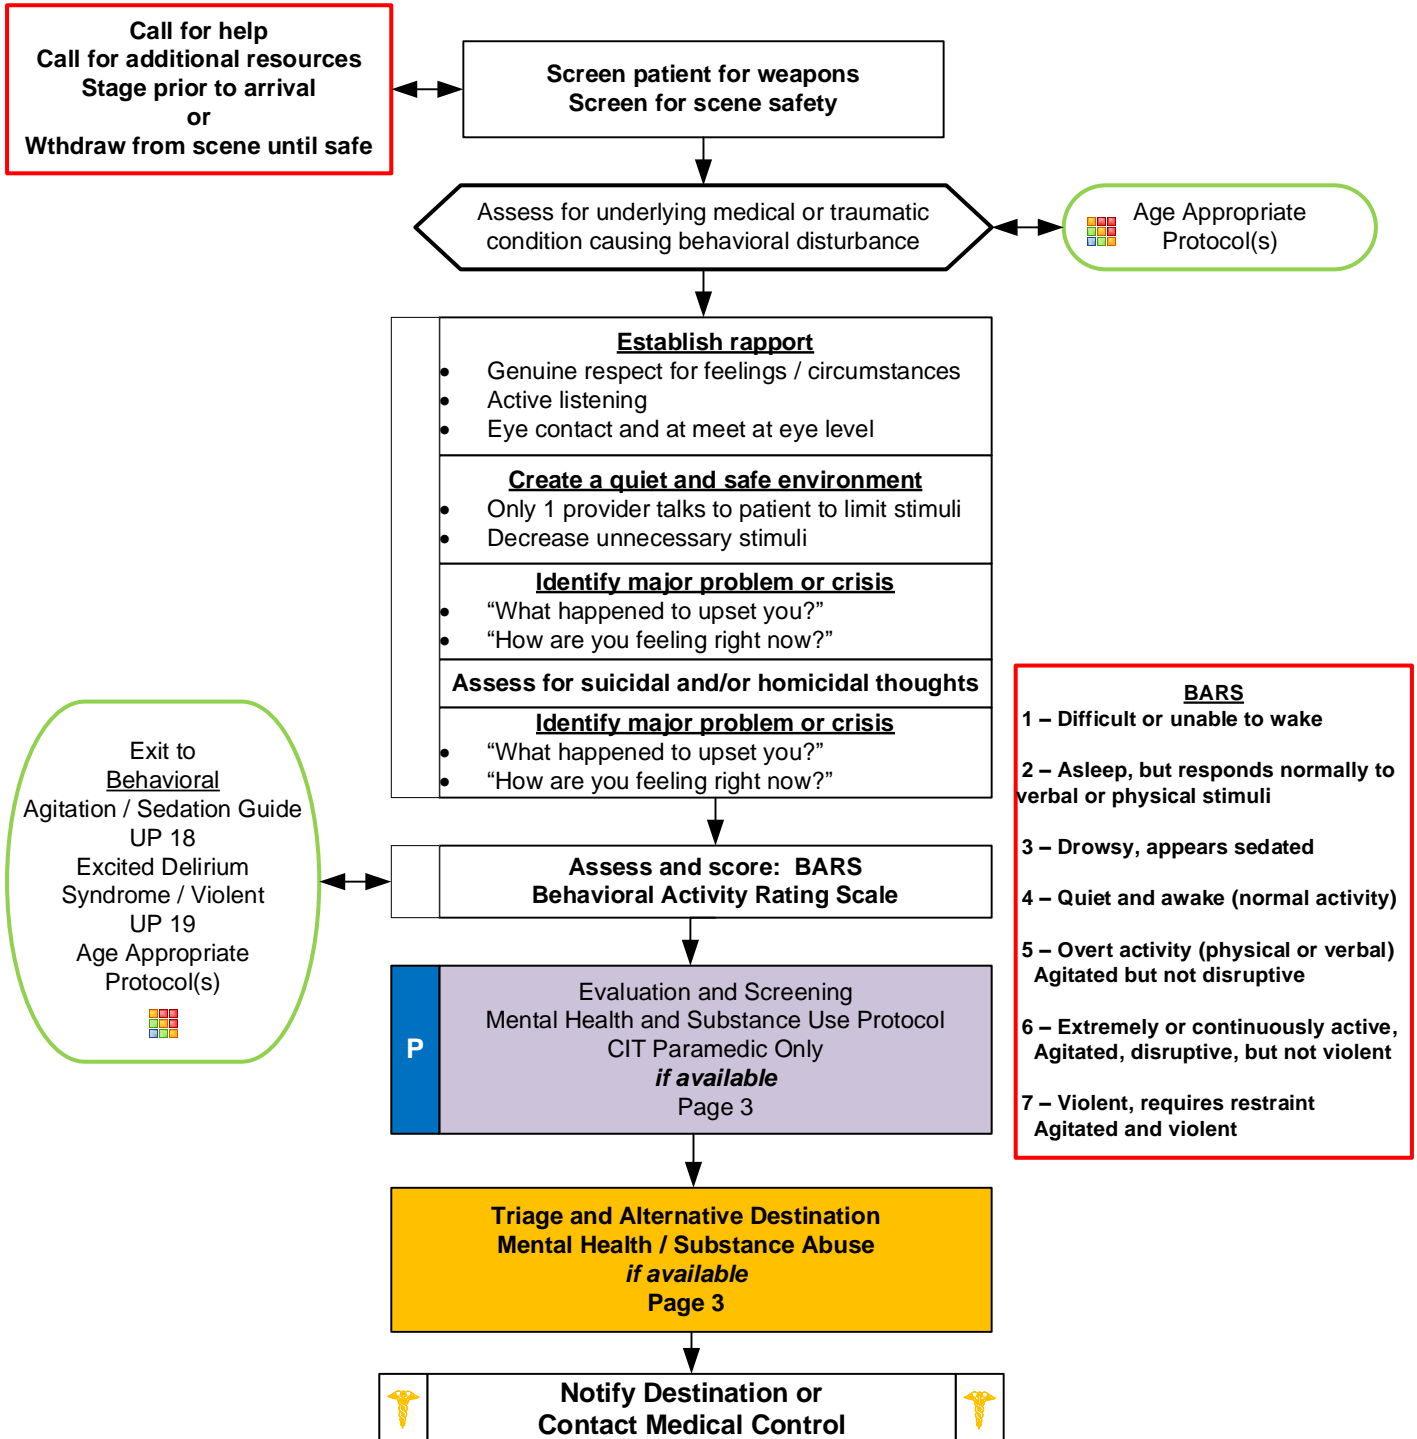 Call for help
Call for additional resources
Stage prior to arrival
or
Wthdraw from scene until safe
Screen patient for weapons
Screen for scene safety
Assess for underlying medical or traumatic
condition causing behavioral disturbance
Age Appropriate
Protocol(s)
Establish rapport
• Genuine respect for feelings / circumstances
• Active listening
• Eye contact and at meet at eye level
Create a quiet and safe environment
• Only 1 provider talks to patient to limit stimuli
• Decrease unnecessary stimuli
Identify major problem or crisis
• “What happened to upset you?”
• “How are you feeling right now?”
Assess for suicidal and/or homicidal thoughts
Identify major problem or crisis
• “What happened to upset you?”
• “How are you feeling right now?”
Exit to
Behavioral
Agitation / Sedation Guide
UP 18
Excited Delirium
Syndrome / Violent
UP 19
Age Appropriate
Protocol(s)
Assess and score: BARS
Behavioral Activity Rating Scale
BARS
1 – Difficult or unable to wake
2 – Asleep, but responds normally to
verbal or physical stimuli
3 – Drowsy, appears sedated
4 – Quiet and awake (normal activity)
5 – Overt activity (physical or verbal)
Agitated but not disruptive
6 – Extremely or continuously active,
Agitated, disruptive, but not violent
7 – Violent, requires restraint
Agitated and violent
P
Evaluation and Screening
Mental Health and Substance Use Protocol
CIT Paramedic Only
if available
Page 3
Triage and Alternative Destination
Mental Health / Substance Abuse
if available
Page 3
Notify Destination or
Contact Medical Control